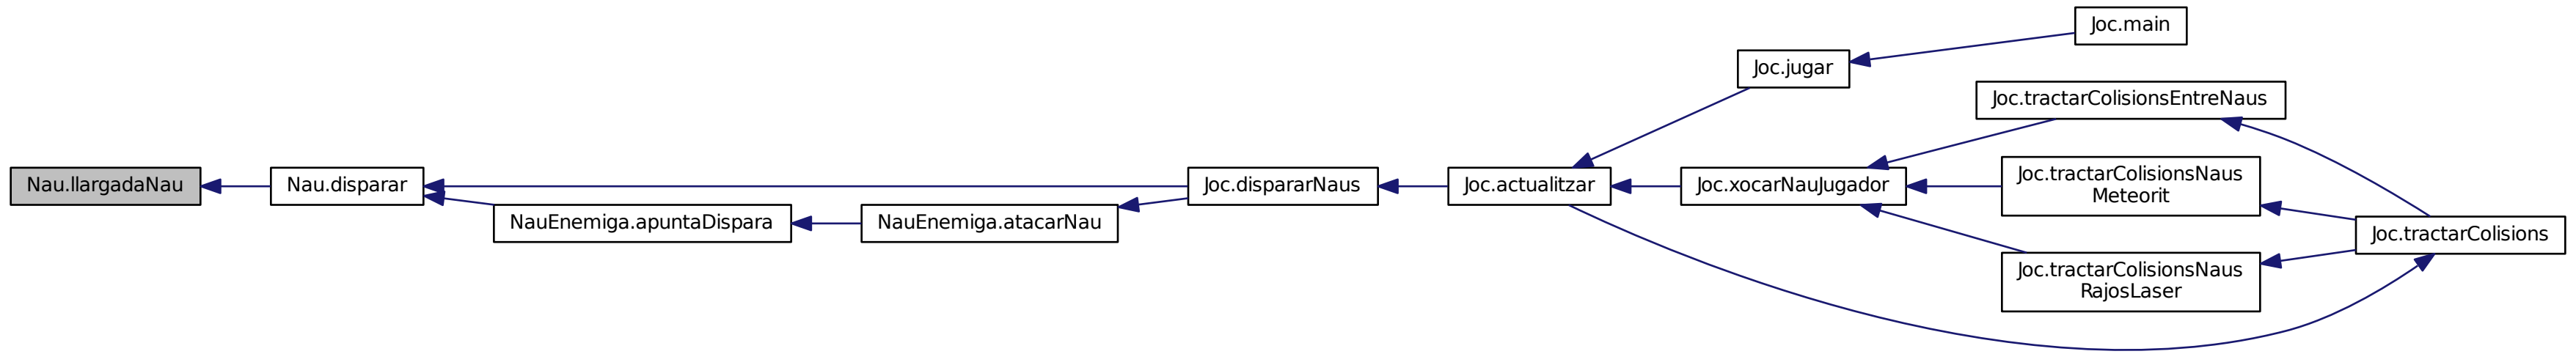 Nau.llargadaNau
Nau.disparar
NauEnemiga.apuntaDispara
NauEnemiga.atacarNau
Joc.dispararNaus
Joc.actualitzar
Joc.jugar
Joc.main
Joc.xocarNauJugador
Joc.tractarColisionsEntreNaus
Joc.tractarColisionsNaus
Meteorit
Joc.tractarColisionsNaus
RajosLaser
Joc.tractarColisions